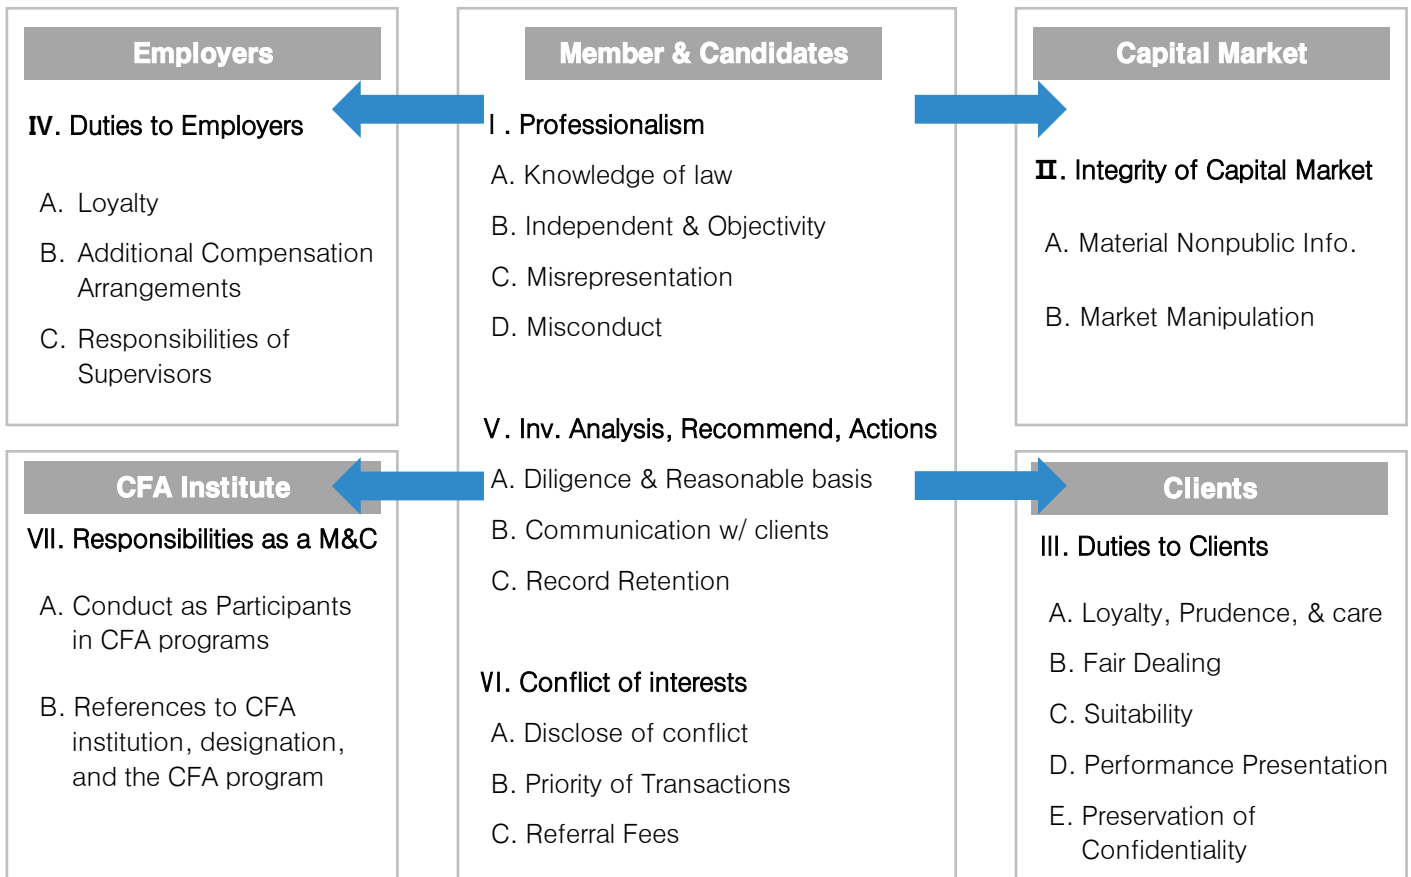 Employers
IV. Duties to Employers
A. Loyalty
B. Additional Compensation
Arrangements
C. Responsibilities of
Supervisors
CFA Institute
VII. Responsibilities as a M&C
A. Conduct as Participants
in CFA programs
B. References to CFA
institution, designation,
and the CFA program
Member & Candidates
Ⅰ. Professionalism
A. Knowledge of law
B. Independent & Objectivity
C. Misrepresentation
D. Misconduct
V. Inv. Analysis, Recommend, Actions
A. Diligence & Reasonable basis
B. Communication w/ clients
C. Record Retention
VI. Conflict of interests
A. Disclose of conflict
B. Priority of Transactions
C. Referral Fees
Capital Market
Ⅱ. Integrity of Capital Market
A. Material Nonpublic Info.
B. Market Manipulation
Clients
III. Duties to Clients
A. Loyalty, Prudence, & care
B. Fair Dealing
C. Suitability
D. Performance Presentation
E. Preservation of
Confidentiality